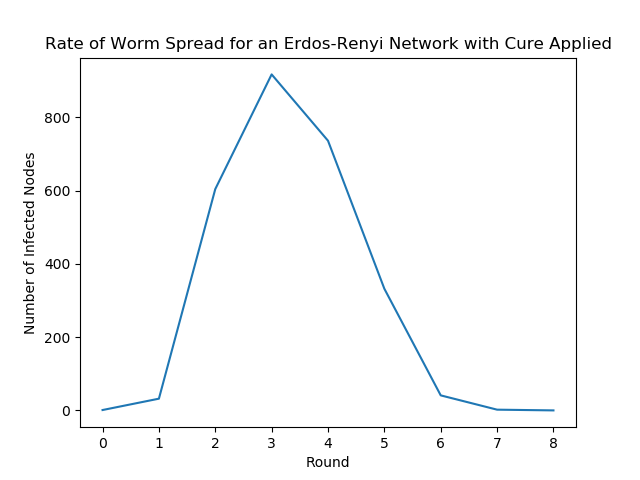 Rate of Worm Spread for an Erdos-Renyi Network with Cure Applied
Number of Infected Nodes
800
600
400
200
0
0 1 2 3 4 5 6 7 8
Round